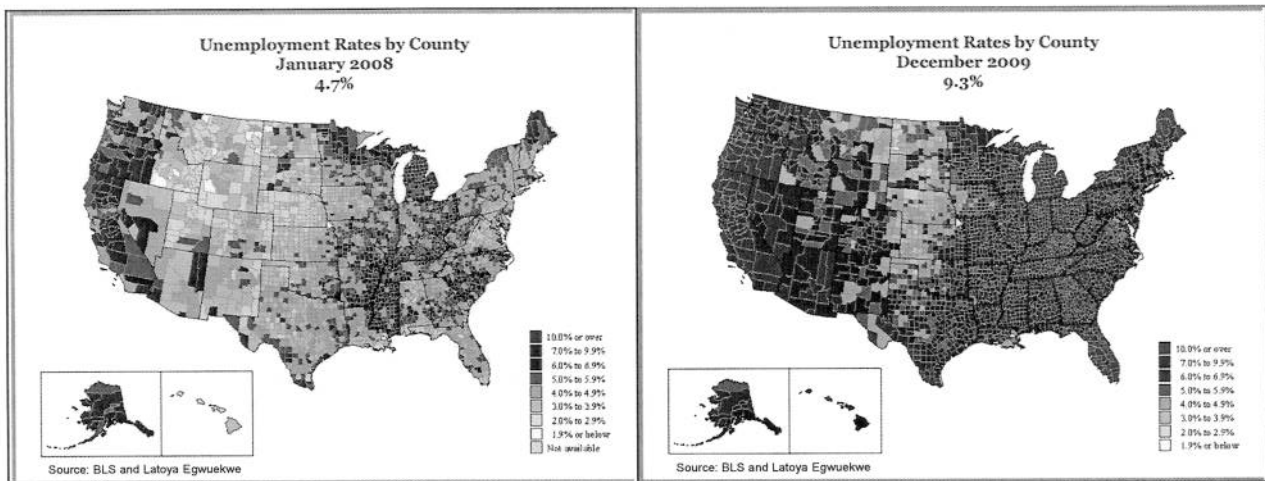 Unemployment Rates by County
January 2008
4.7%
10.0% or over
7.0% to 9.9%
6.0% to 6.9%
5.0% to 5.9%
4.0% to 4.9%
3.0% to 3.9%
2.0% to 2.9%
1.9% or below
Not available
Source: BLS and Latoya Egwuekwe
Unemployment Rates by County
December 2009
9.3%
10.0% or over
7.0% to 9.9%
6.0% to 6.9%
5.0% to 5.9%
4.0% to 4.9%
3.0% to 3.9%
2.0% to 2.9%
1.9% or below
Source: BLS and Latoya Egwuekwe